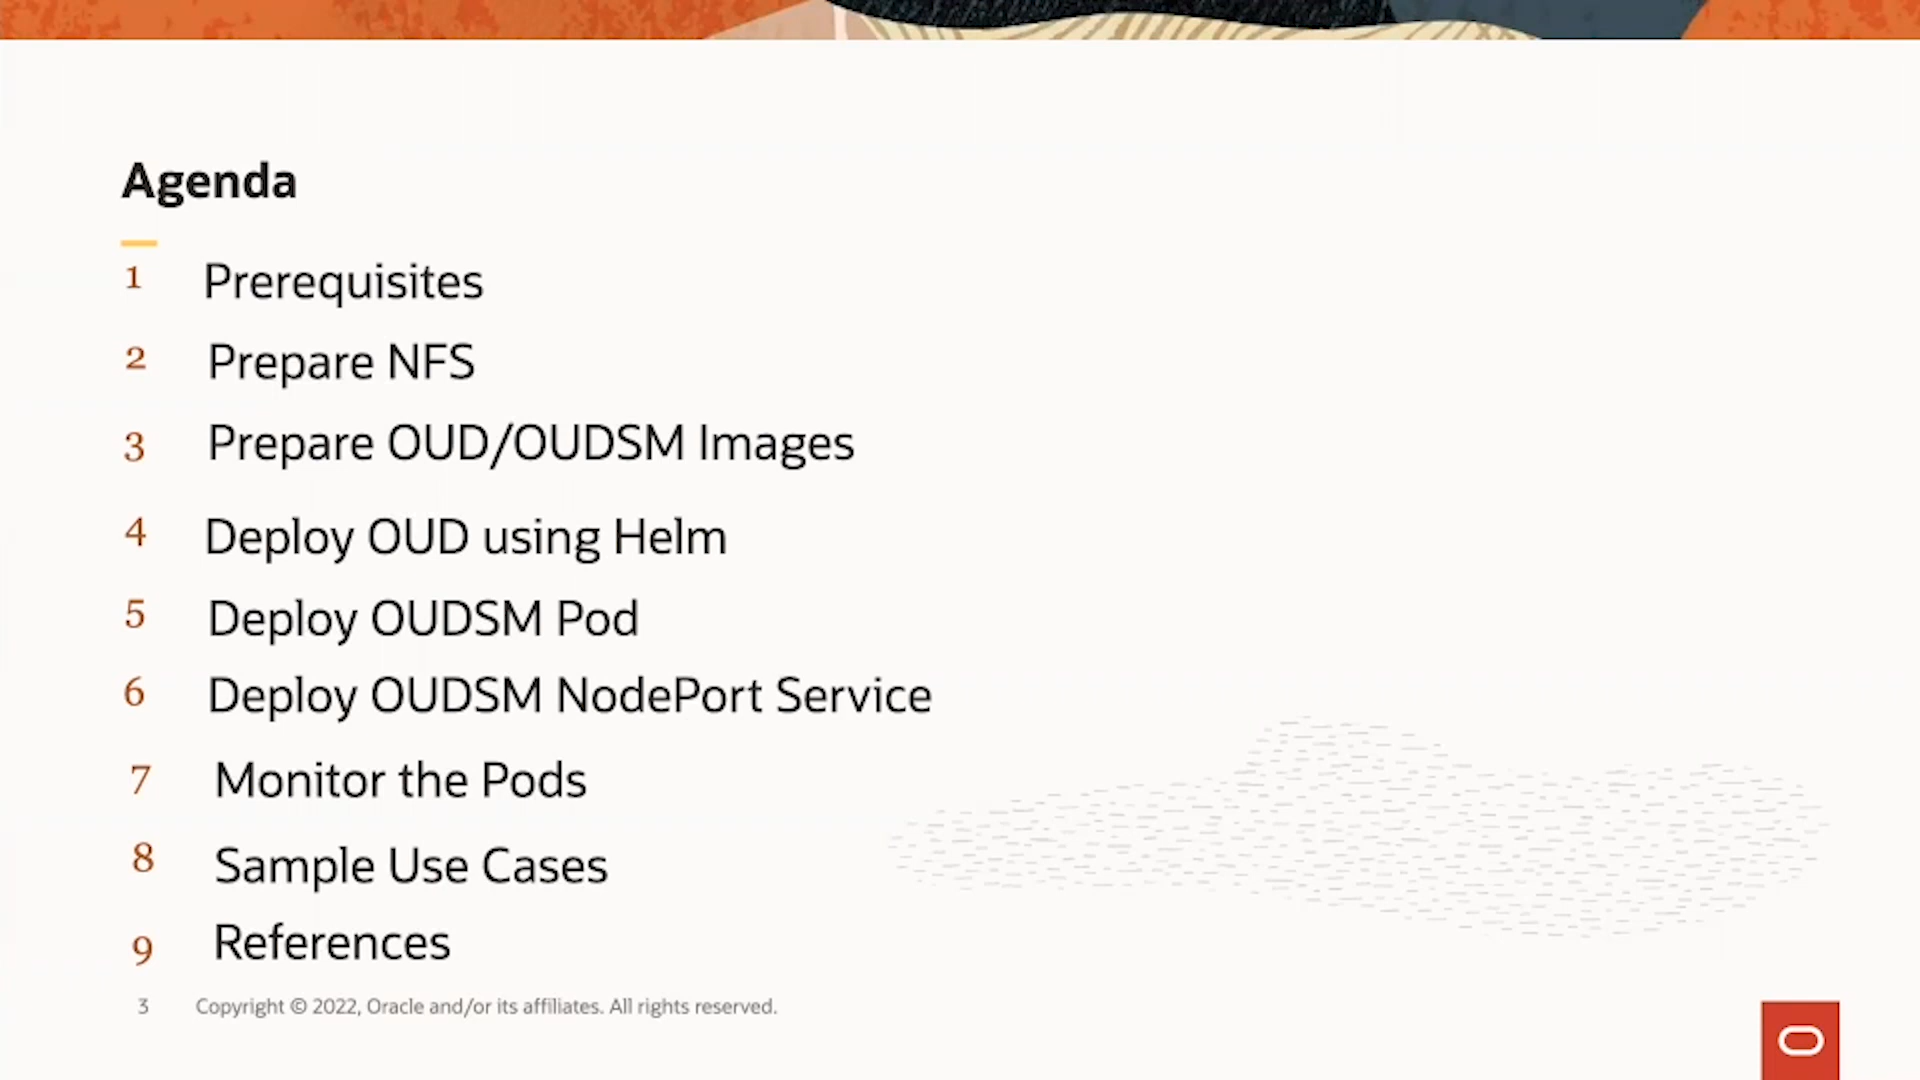 Agenda
1 Prerequisites
2 Prepare NFS
3 Prepare OUD/OUDSM Images
4 Deploy OUD using Helm
5 Deploy OUDSM Pod
6 Deploy OUDSM NodePort Service
7 Monitor the Pods
8 Sample Use Cases
9 References
3 Copyright © 2022, Oracle and/or its affiliates. All rights reserved.